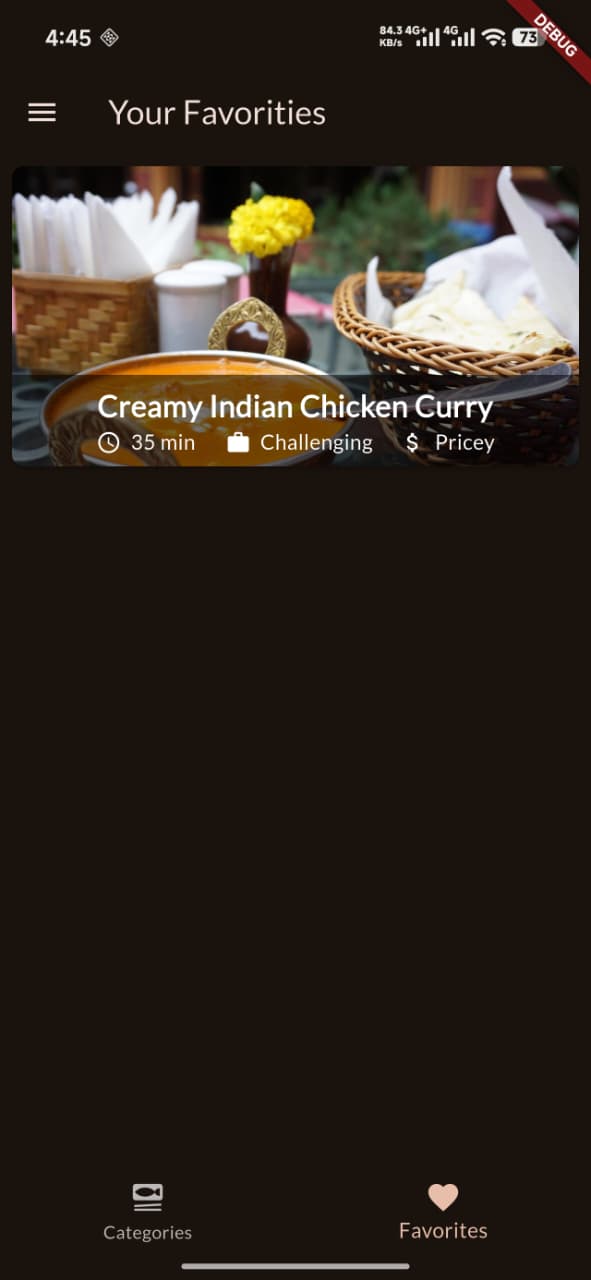 4:45 84.3 KB/s 4G+ 4G 73
DEBUG
Your Favorities
Creamy Indian Chicken Curry
35 min Challenging $ Pricey
Categories Favorites